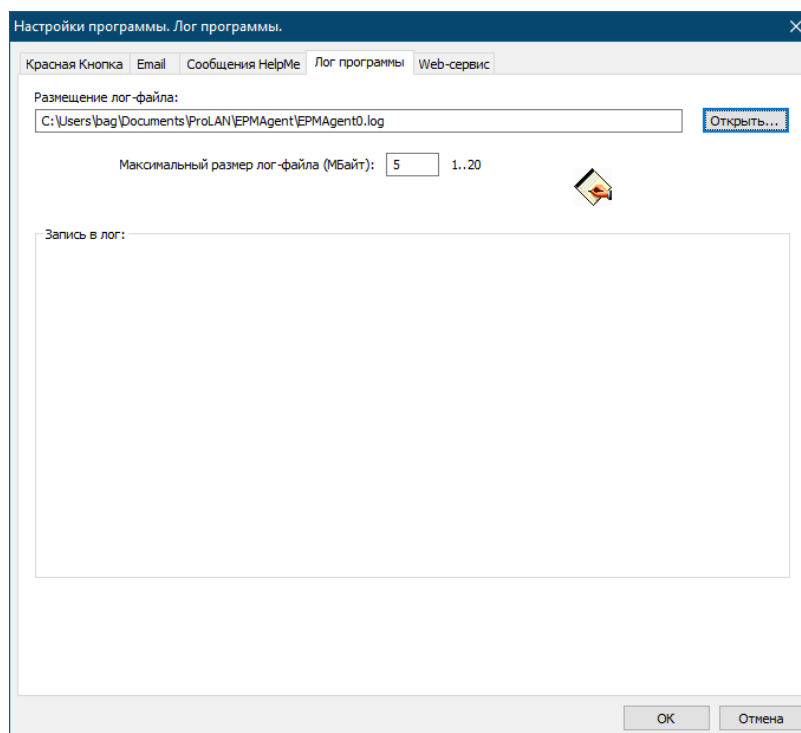 Настройки программы. Лог программы.
Красная Кнопка Email Сообщения HelpMe Лог программы Web-сервис
Размещение лог-файла:
C:\Users\bag\Documents\ProLAN\EPMAgent\EPMAgent0.log Открыть...
Максимальный размер лог-файла (МБайт): 5 1..20
Запись в лог:
ОК Отмена